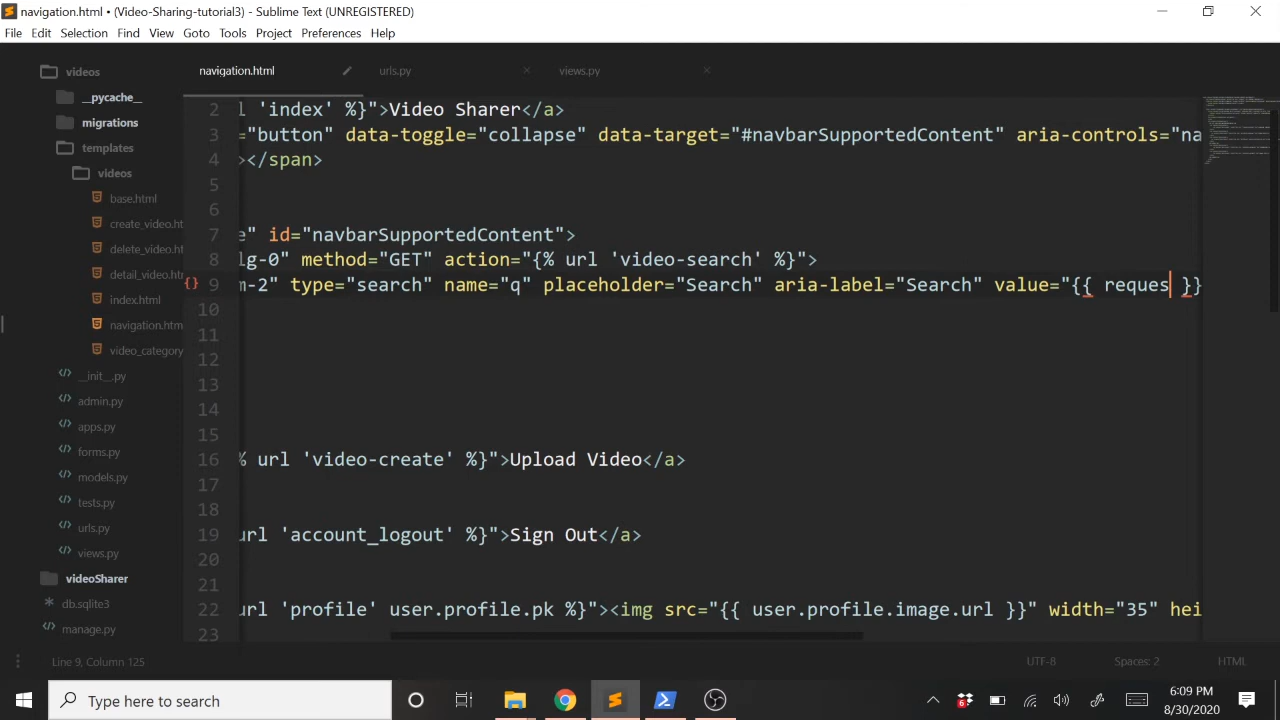 navigation.html • (Video-Sharing-tutorial3) - Sublime Text (UNREGISTERED)
File Edit Selection Find View Goto Tools Project Preferences Help
navigation.html urls.py views.py
videos
__pycache__
migrations
templates
videos
base.html
create_video.ht
delete_video.ht
detail_video.ht
index.html
navigation.htm
video_category
__init__.py
admin.py
apps.py
forms.py
models.py
tests.py
urls.py
views.py
videoSharer
db.sqlite3
manage.py
2 l 'index' %}">Video Sharer</a>
3 ="button" data-toggle="collapse" data-target="#navbarSupportedContent" aria-controls="na
4 ></span>
5
6
7 e" id="navbarSupportedContent">
8 lg-0" method="GET" action="{% url 'video-search' %}">
{} 9 m-2" type="search" name="q" placeholder="Search" aria-label="Search" value="{{ reques }}
10
11
12
13
14
15
16 % url 'video-create' %}">Upload Video</a>
17
18
19 url 'account_logout' %}">Sign Out</a>
20
21
22 url 'profile' user.profile.pk %}"><img src="{{ user.profile.image.url }}" width="35" hei
23
Line 9, Column 125 UTF-8 Spaces: 2 HTML
Type here to search
6
6:09 PM
8/30/2020